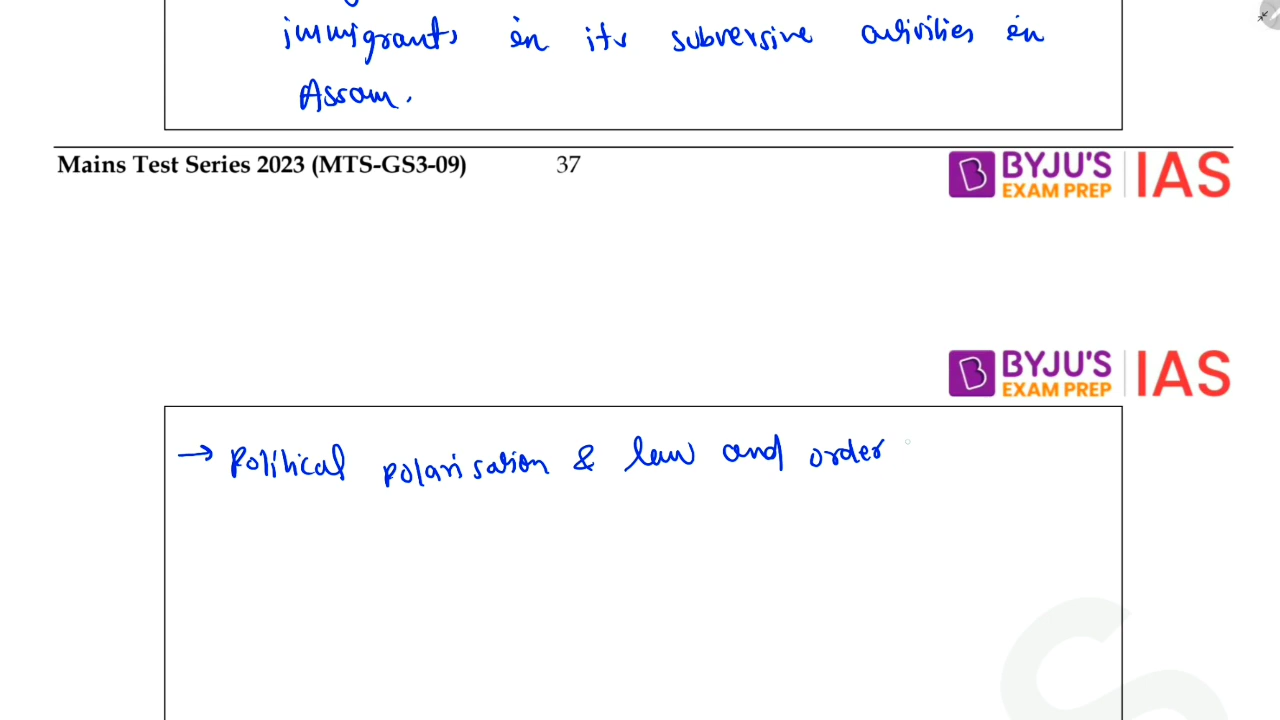 immigrants in its subversive activities in
Assam.
Mains Test Series 2023 (MTS-GS3-09) 37
BYJU'S IAS
EXAM PREP
BYJU'S IAS
EXAM PREP
→ Political polarisation & law and order